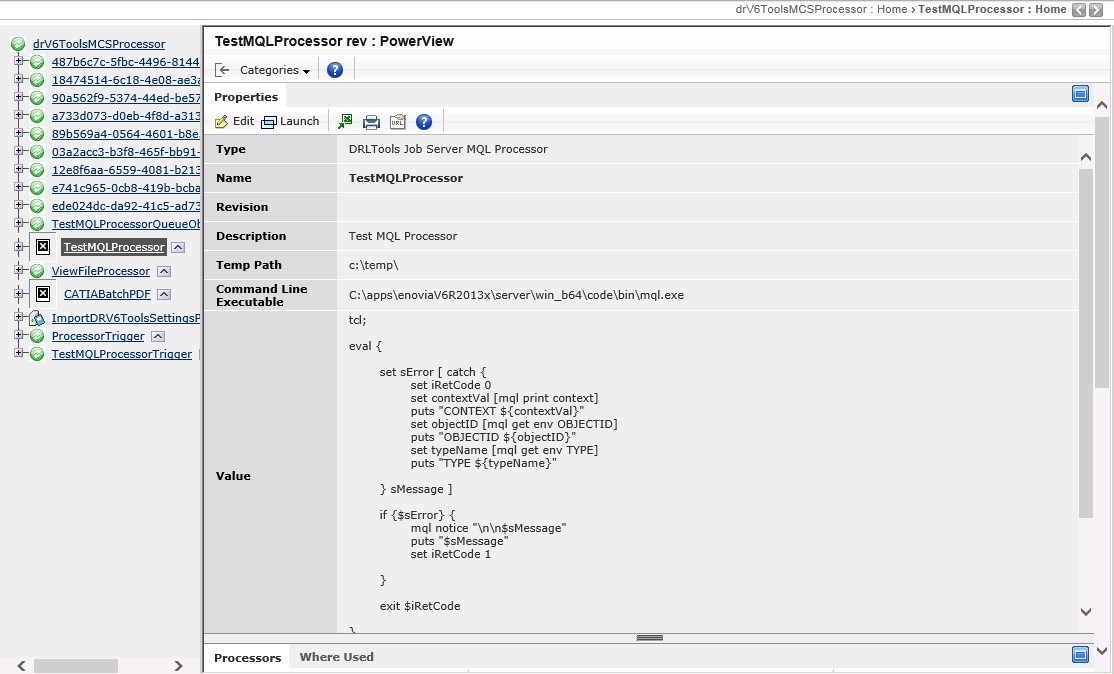 drV6ToolsMCSProcessor : Home › TestMQLProcessor : Home
drV6ToolsMCSProcessor
487b6c7c-5fbc-4496-8144
18474514-6c18-4e08-ae3a
90a562f9-5374-44ed-be57
a733d073-d0eb-4f8d-a313
89b569a4-0564-4601-b8ea
03a2acc3-b3f8-465f-bb91-
12e8f6aa-6559-4081-b213
e741c965-0cb8-419b-bcba
ede024dc-da92-41c5-ad73
TestMQLProcessorQueueOb
TestMQLProcessor
ViewFileProcessor
CATIABatchPDF
ImportDRV6ToolsSettingsP
ProcessorTrigger
TestMQLProcessorTrigger
TestMQLProcessor rev : PowerView
Categories
Properties
Edit Launch URL
Type DRLTools Job Server MQL Processor
Name TestMQLProcessor
Revision
Description Test MQL Processor
Temp Path c:\temp\
Command Line
Executable C:\apps\enoviaV6R2013x\server\win_b64\code\bin\mql.exe
Value
tcl;
eval {
set sError [ catch {
set iRetCode 0
set contextVal [mql print context]
puts "CONTEXT ${contextVal}"
set objectID [mql get env OBJECTID]
puts "OBJECTID ${objectID}"
set typeName [mql get env TYPE]
puts "TYPE ${typeName}"
} sMessage ]
if {$sError} {
mql notice "\n\n$sMessage"
puts "$sMessage"
set iRetCode 1
}
exit $iRetCode
}
Processors Where Used